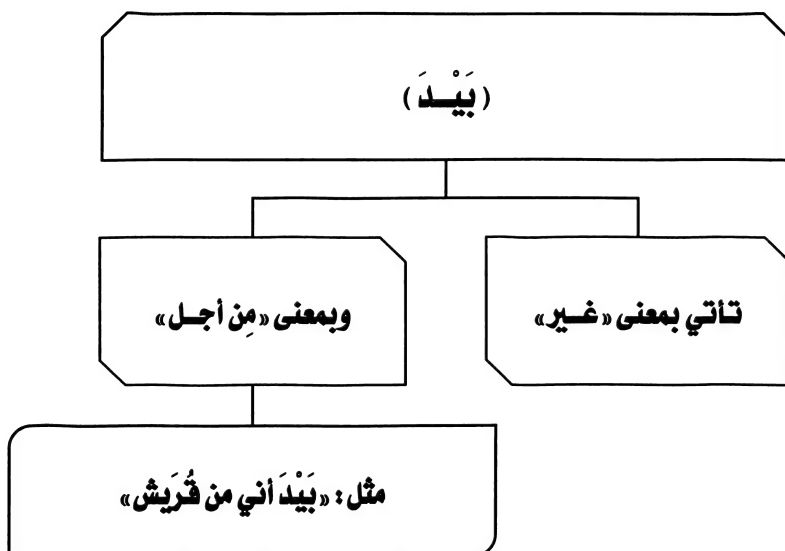 (بَيْـدَ)
تـأتي بمعنى «غـير»
وبمعنى «مِن أجـل»
مثل: «بَيْدَ أني من قُرَيش»